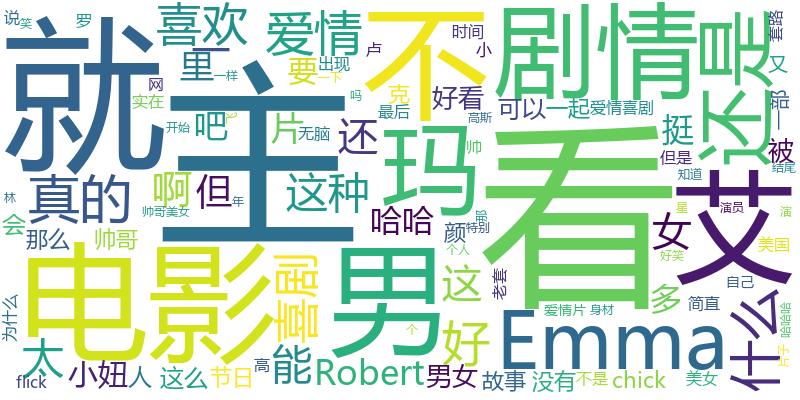 说 笑 罗 喜欢 爱情 不 剧情 还是 套路
就 主 里 一样 卢 时间 小 又
网 要 出现 克 好看 可以 一起 爱情喜剧 一部
实在 一下 最后 高斯
开始 吧 片 无脑 还 吗 玛 帅 看 挺 但是 被
真的 啊 但 这种 知道 结尾
林 帅哥美女 年 艾
会 哈哈 颜 特别 女 星 演员 演
那么 帅哥 个人 美国
好笑
为什么 电影 喜剧 男 这 老套 多 自己 什么
简直 爱情片 身材 哈哈哈
太 能 个 好 Emma 片子
小妞 人 这么 节日 高 Robert 男女 故事 没有 不是 chick 美女
flick